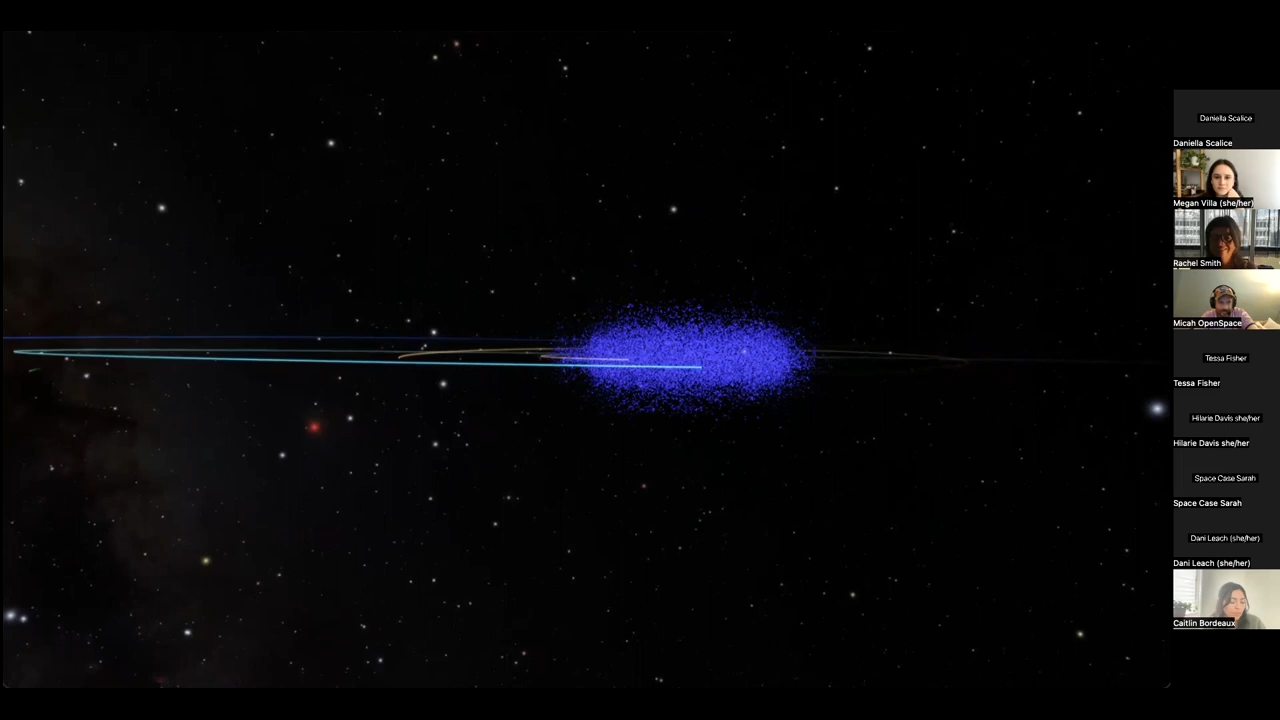 Daniella Scalice
Daniella Scalice
Megan Villa (she/her)
Rachel Smith
Micah OpenSpace
Tessa Fisher
Tessa Fisher
Hilarie Davis she/her
Hilarie Davis she/her
Space Case Sarah
Space Case Sarah
Dani Leach (she/her)
Dani Leach (she/her)
Caitlin Bordeaux